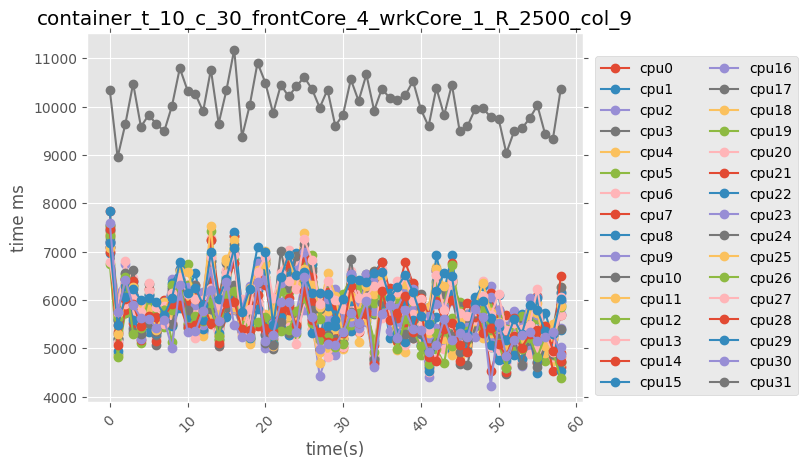 container_t_10_c_30_frontCore_4_wrkCore_1_R_2500_col_9
time ms
11000
10000
9000
8000
7000
6000
5000
4000
0
10
20
30
40
50
60
time(s)
cpu0
cpu1
cpu2
cpu3
cpu4
cpu5
cpu6
cpu7
cpu8
cpu9
cpu10
cpu11
cpu12
cpu13
cpu14
cpu15
cpu16
cpu17
cpu18
cpu19
cpu20
cpu21
cpu22
cpu23
cpu24
cpu25
cpu26
cpu27
cpu28
cpu29
cpu30
cpu31